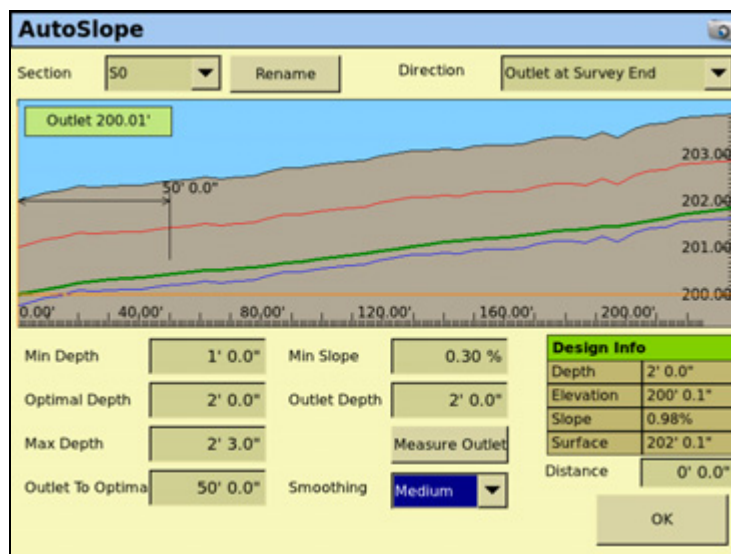 AutoSlope
Section S0 Rename Direction Outlet at Survey End
Outlet 200.01'
50' 0.0"
203.00
202.00
201.00
200.00
0.00' 40.00' 80.00' 120.00' 160.00' 200.00'
Min Depth 1' 0.0" Min Slope 0.30 %
Optimal Depth 2' 0.0" Outlet Depth 2' 0.0"
Max Depth 2' 3.0" Measure Outlet
Outlet To Optima 50' 0.0" Smoothing Medium
Design Info
Depth 2' 0.0"
Elevation 200' 0.1"
Slope 0.98%
Surface 202' 0.1"
Distance 0' 0.0"
OK